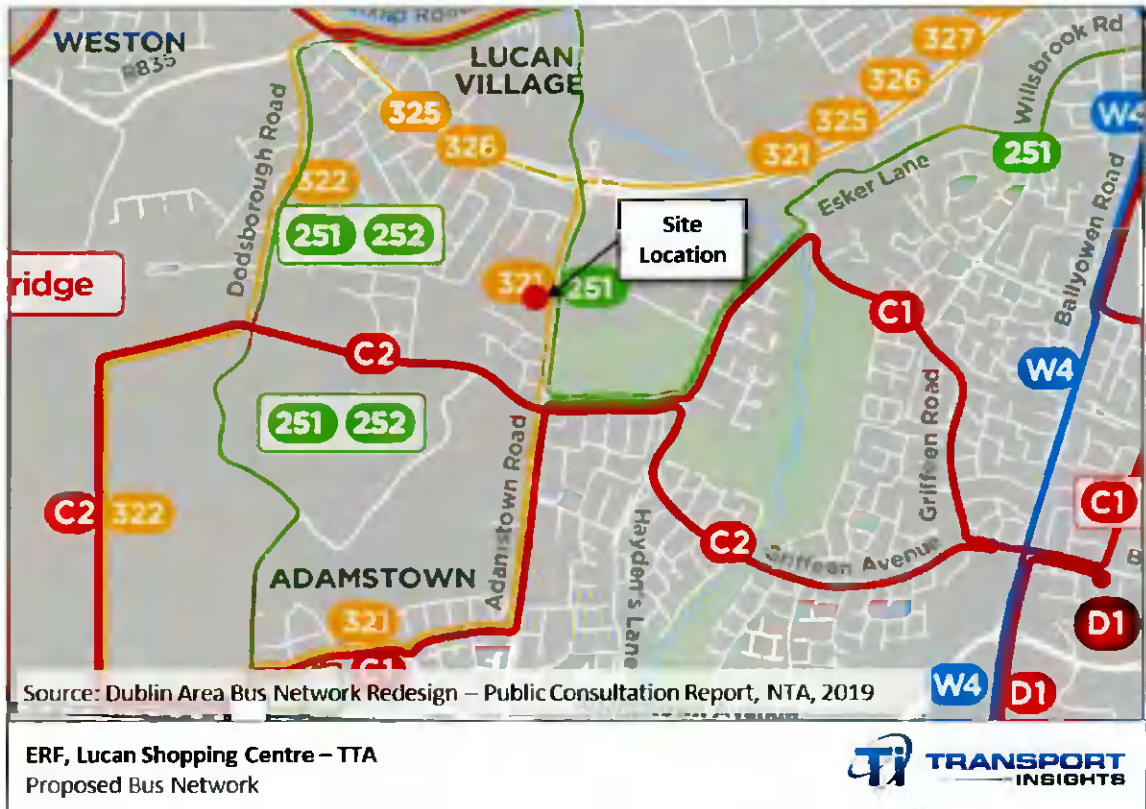 WESTON
R835
LUCAN
VILLAGE
327
326
325
321
Willsbrook Rd
W4
251
Esker Lane
325
326
322
Dodsborough Road
251 252
Site
Location
321
251
Ballyowen Road
ridge
C2
C1
W4
251 252
Adamstown Road
Griffeen Road
C2
322
C1
Hayden's Lane
C2
Griffeen Avenue
B
ADAMSTOWN
321
C1
D1
W4
D1
Source: Dublin Area Bus Network Redesign – Public Consultation Report, NTA, 2019
ERF, Lucan Shopping Centre – TTA
Proposed Bus Network
Ti TRANSPORT
INSIGHTS